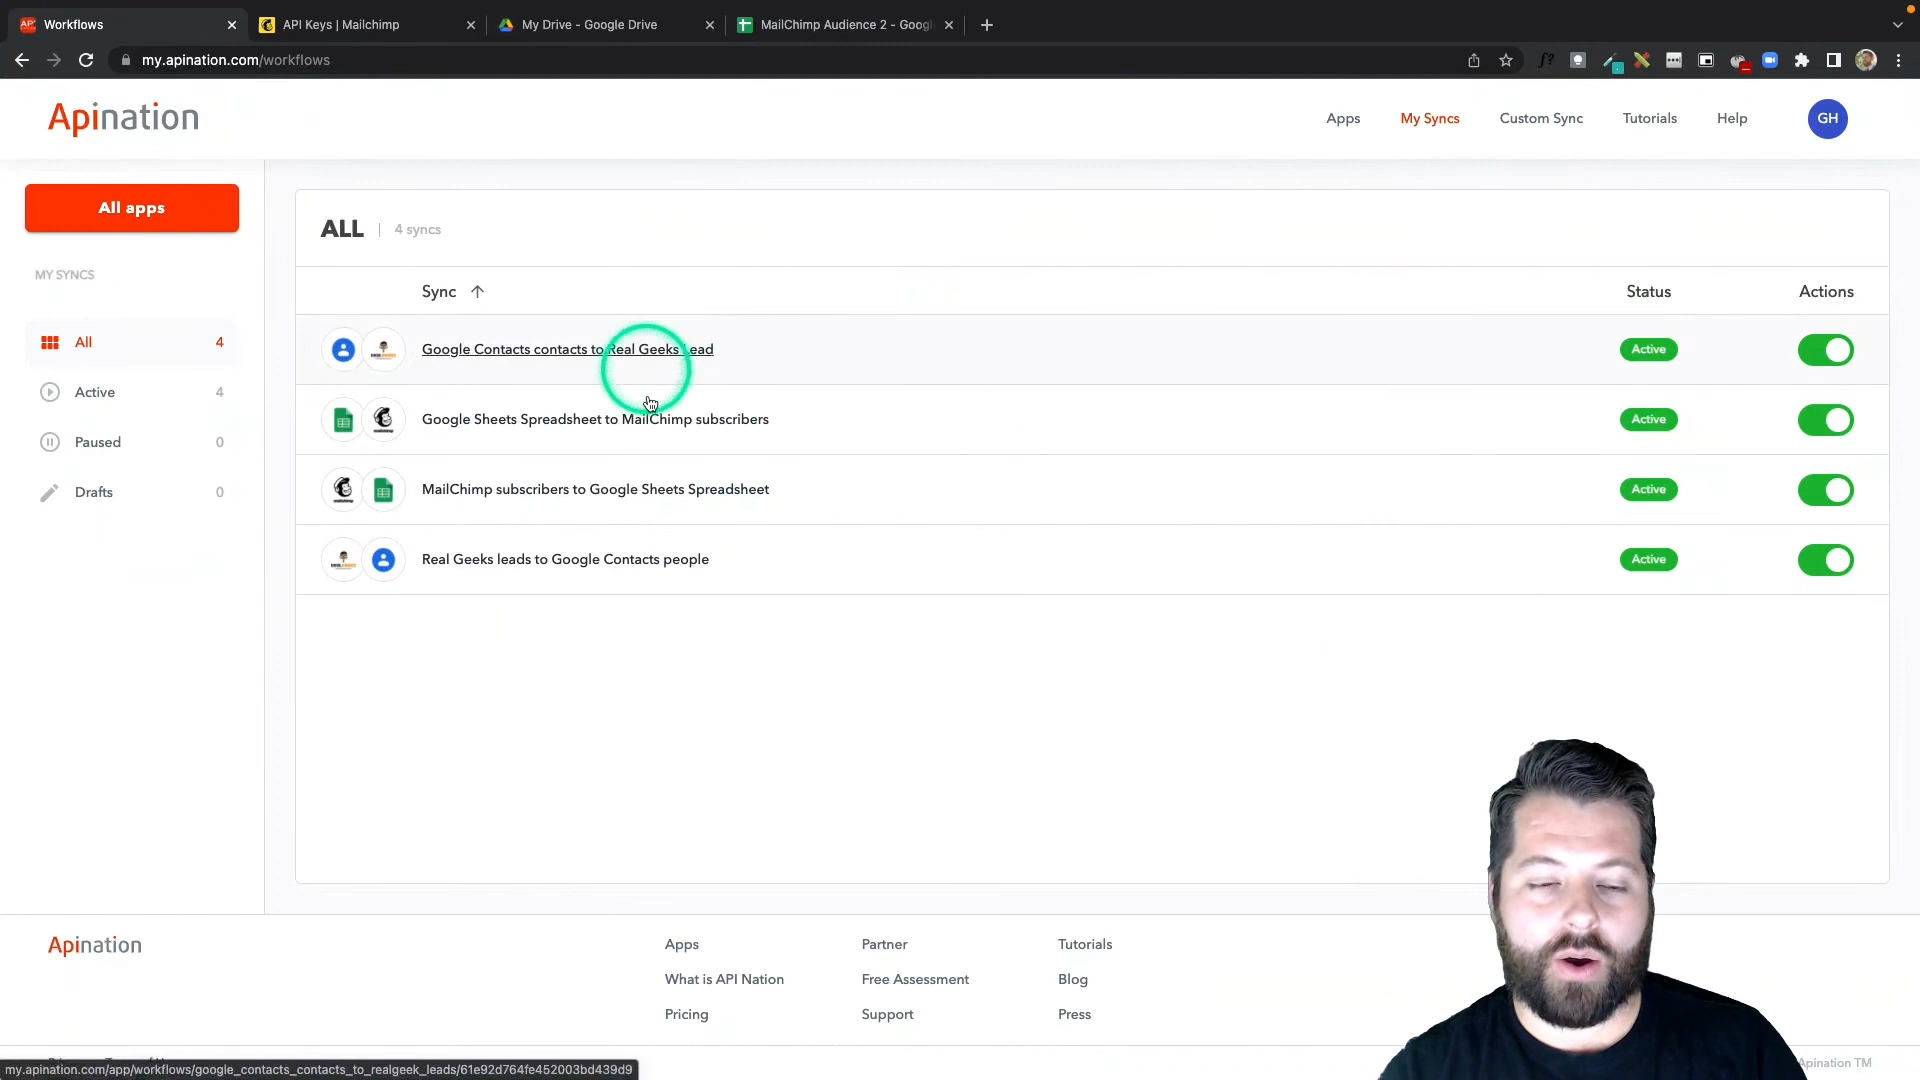 Workflows
API Keys | Mailchimp
My Drive - Google Drive
MailChimp Audience 2 - Goog
my.apination.com/workflows
Apination
Apps
My Syncs
Custom Sync
Tutorials
Help
GH
All apps
MY SYNCS
All 4
Active 4
Paused 0
Drafts 0
ALL | 4 syncs
Sync
Status
Actions
Google Contacts contacts to Real Geeks Lead
Active
Google Sheets Spreadsheet to MailChimp subscribers
Active
MailChimp subscribers to Google Sheets Spreadsheet
Active
Real Geeks leads to Google Contacts people
Active
Apination
Apps
What is API Nation
Pricing
Partner
Free Assessment
Support
Tutorials
Blog
Press
Apination TM
my.apination.com/app/workflows/google_contacts_contacts_to_realgeek_leads/61e92d764fe452003bd439d9